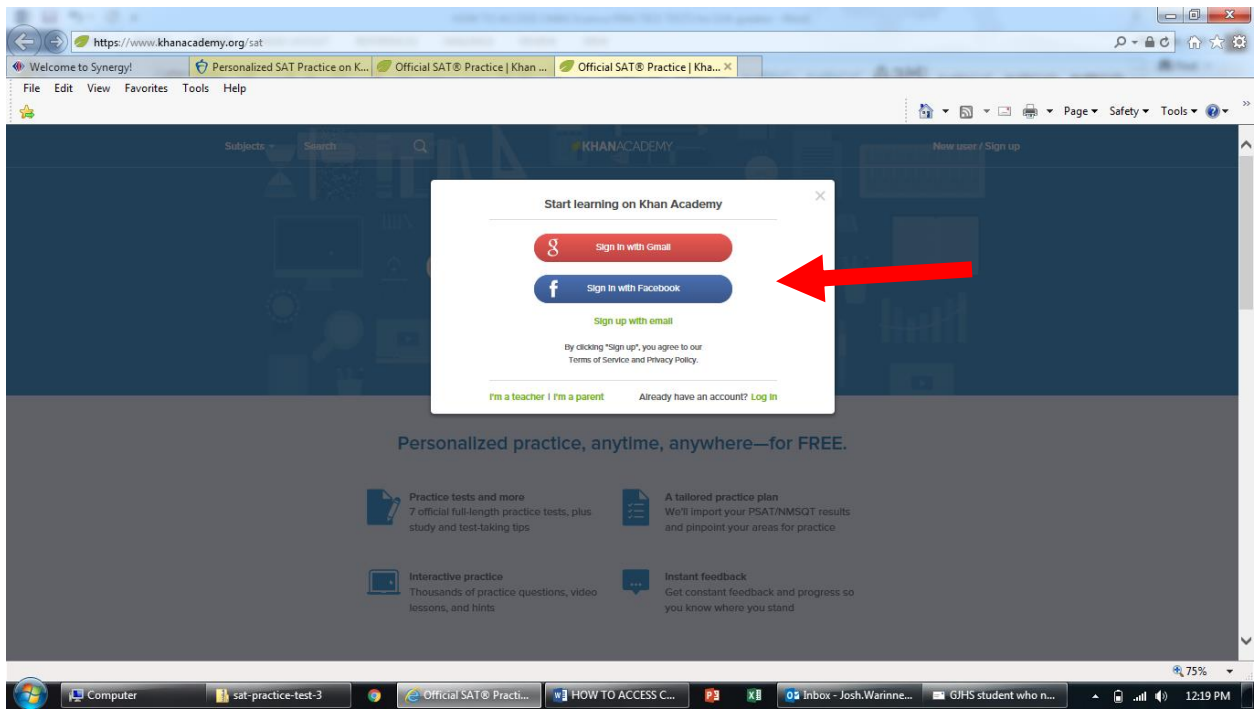 https://www.khanacademy.org/sat
Welcome to Synergy!
Personalized SAT Practice on K...
Official SAT® Practice | Khan ...
Official SAT® Practice | Kha...
File Edit View Favorites Tools Help
Page Safety Tools
Subjects Search KHANACADEMY New user / Sign up
Start learning on Khan Academy
Sign in with Gmail
Sign in with Facebook
Sign up with email
By clicking "Sign up", you agree to our
Terms of Service and Privacy Policy.
I'm a teacher | I'm a parent Already have an account? Log in
Personalized practice, anytime, anywhere—for FREE.
Practice tests and more
7 official full-length practice tests, plus
study and test-taking tips
A tailored practice plan
We'll import your PSAT/NMSQT results
and pinpoint your areas for practice
Interactive practice
Thousands of practice questions, video
lessons, and hints
Instant feedback
Get constant feedback and progress so
you know where you stand
75%
Computer
sat-practice-test-3
Official SAT® Practi...
HOW TO ACCESS C...
Inbox - Josh.Warinne...
GJHS student who n...
12:19 PM